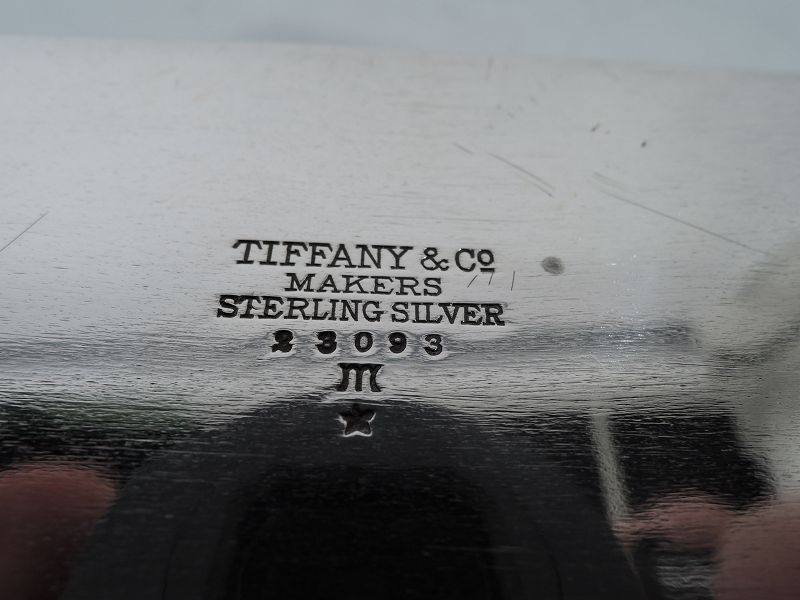 TIFFANY & Cº
MAKERS
STERLING SILVER
23093
m